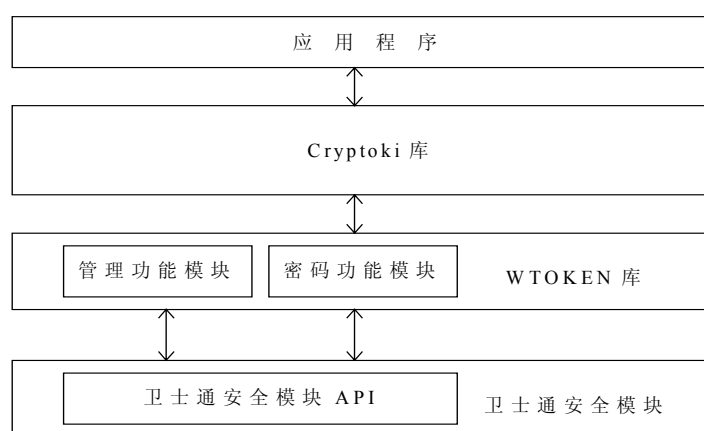 应用程序
Cryptoki 库
管理功能模块
密码功能模块
WTOKEN 库
卫士通安全模块 API
卫士通安全模块